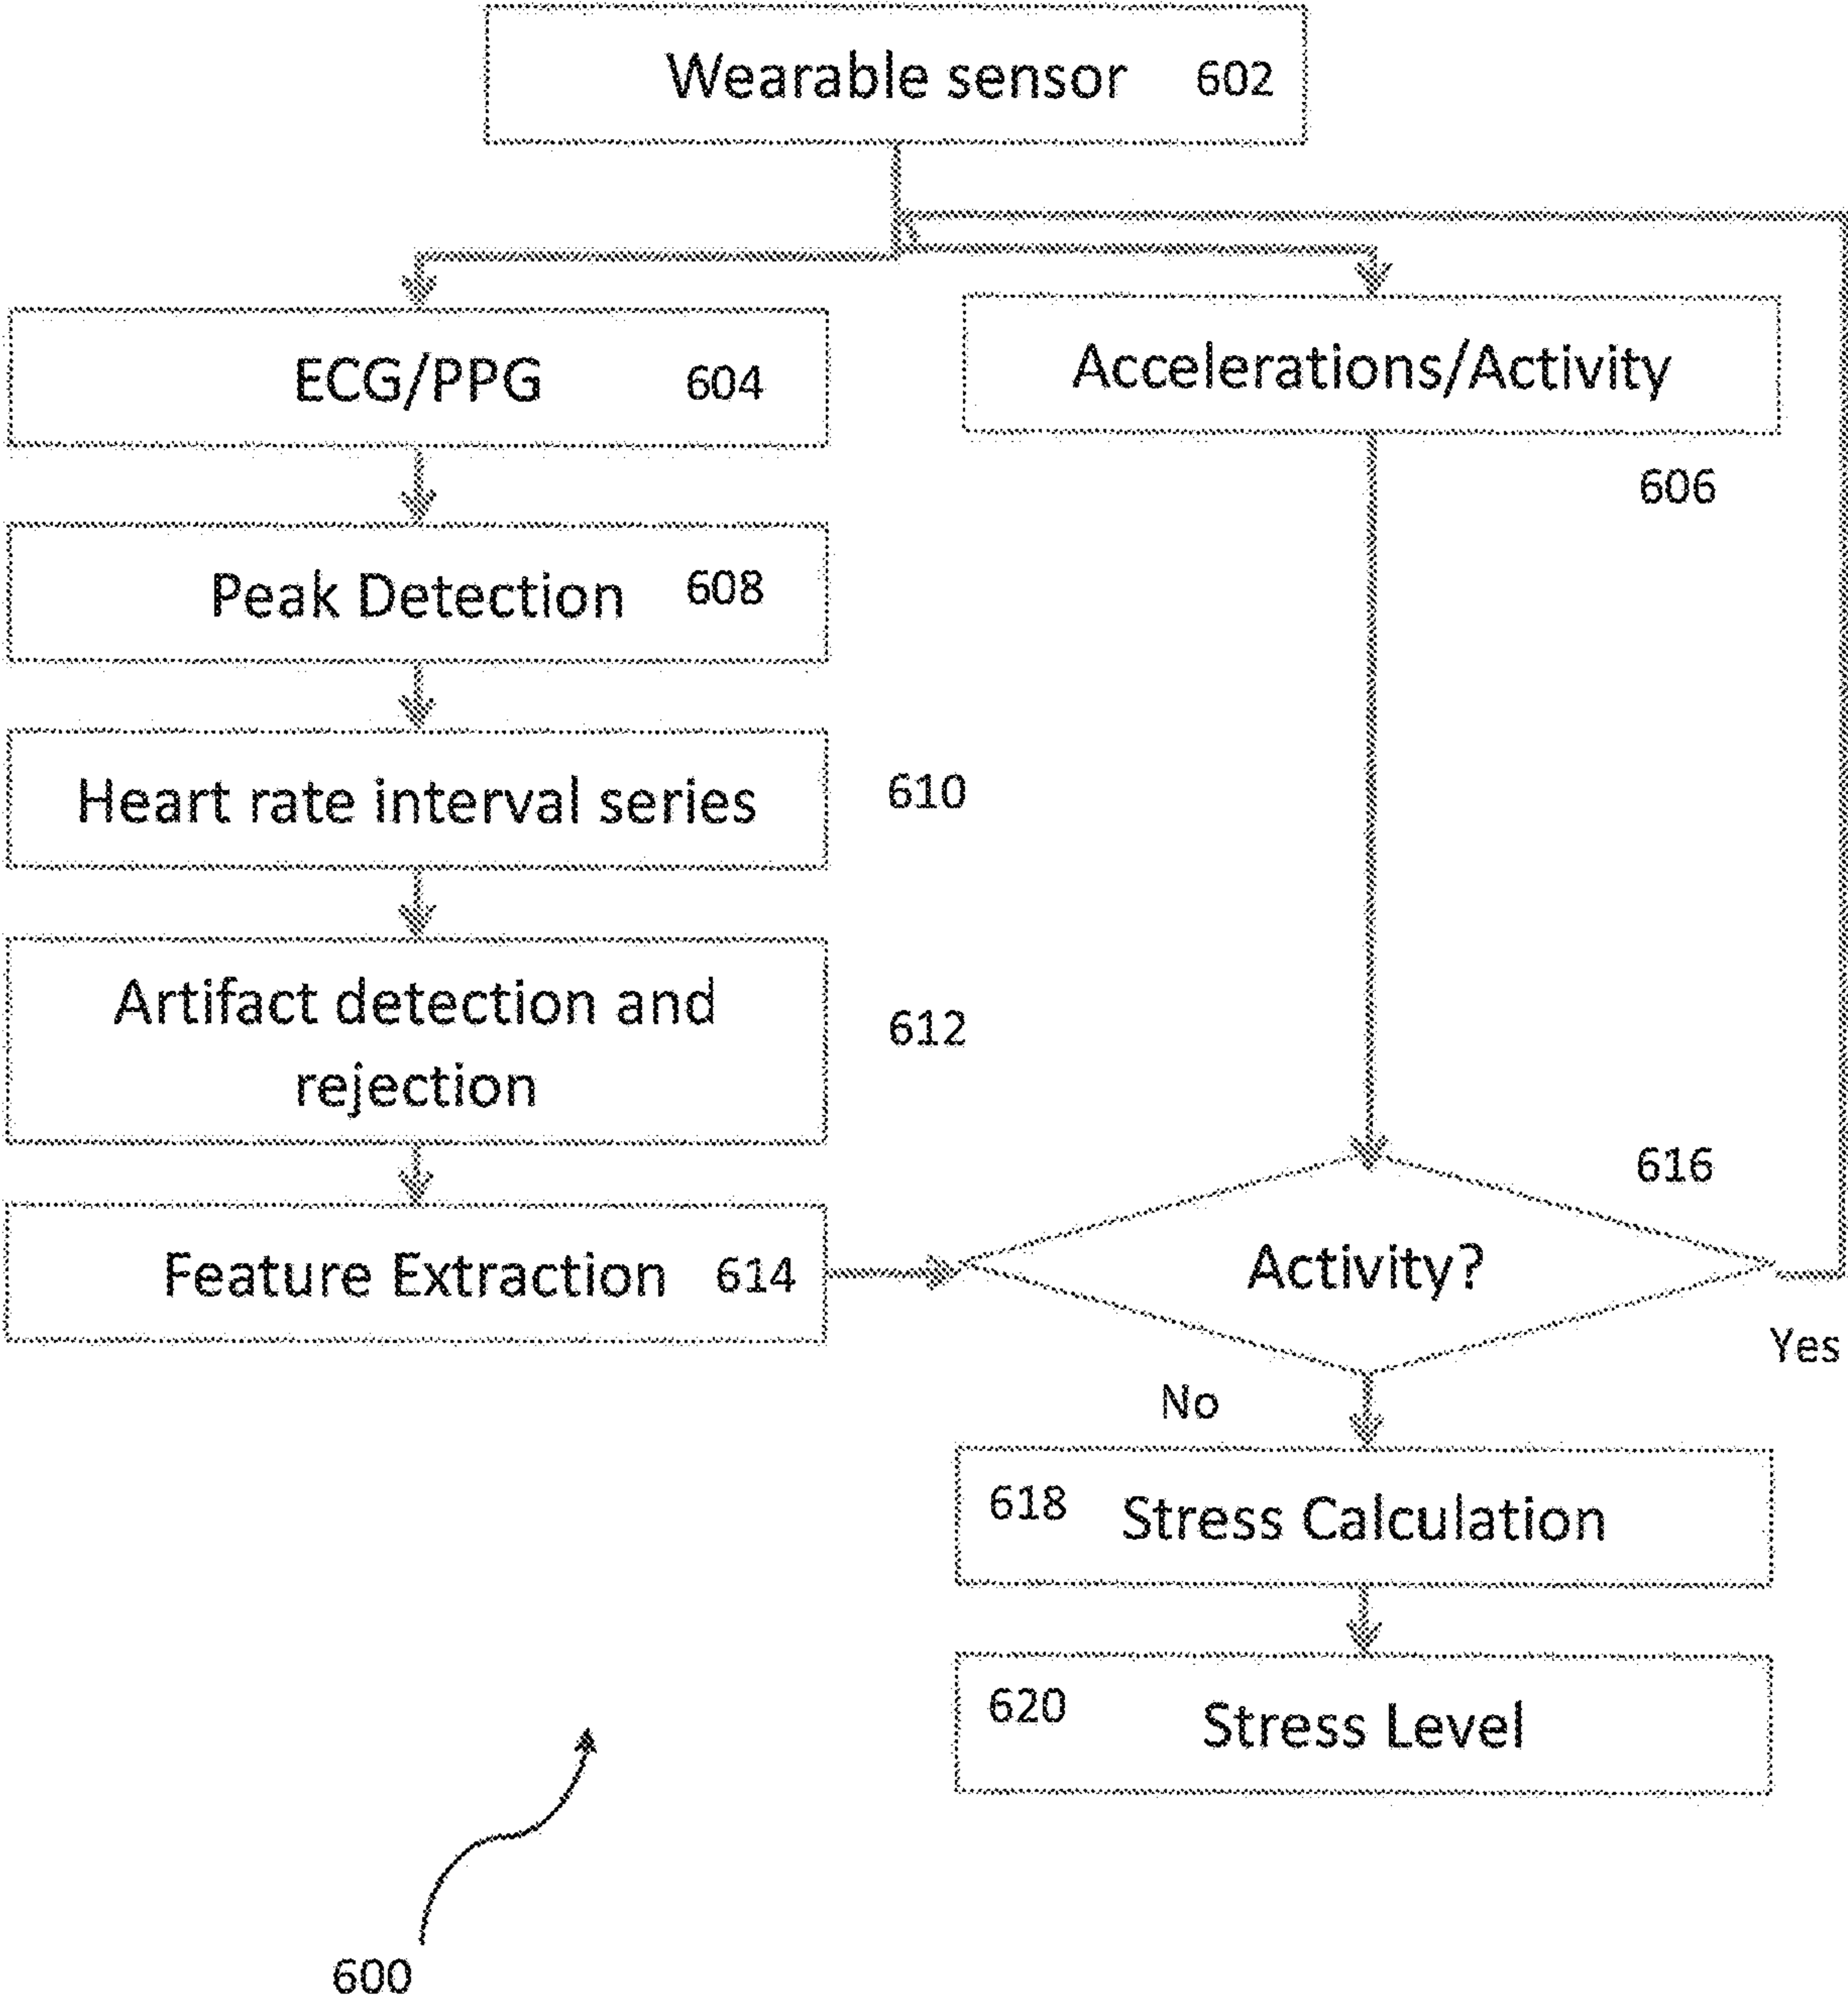 Wearable sensor 602
ECG/PPG 604
Accelerations/Activity
606
Peak Detection 608
Heart rate interval series 610
Artifact detection and
rejection
612
Feature Extraction 614
616
Activity?
Yes
No
618 Stress Calculation
620 Stress Level
600